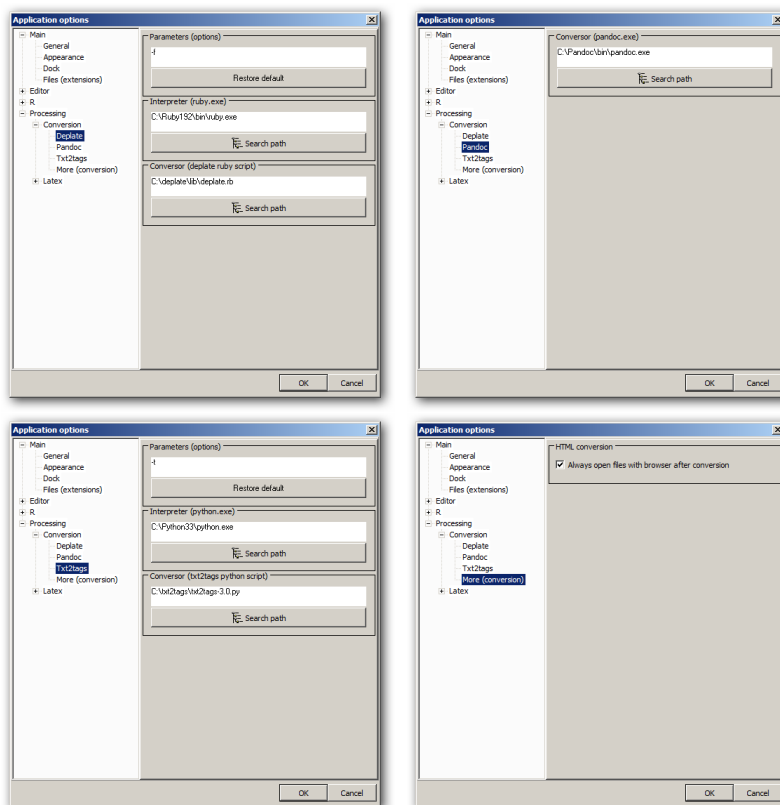 Application options
Main
General
Appearance
Dock
Files (extensions)
Editor
R
Processing
Conversion
Deplate
Pandoc
Txt2tags
More (conversion)
Latex
Parameters (options)
-f
Restore default
Interpreter (ruby.exe)
C:\Ruby192\bin\ruby.exe
Search path
Conversor (deplate ruby script)
C:\deplate\lib\deplate.rb
Search path
OK Cancel
Application options
Main
General
Appearance
Dock
Files (extensions)
Editor
R
Processing
Conversion
Deplate
Pandoc
Txt2tags
More (conversion)
Latex
Conversor (pandoc.exe)
C:\Pandoc\bin\pandoc.exe
Search path
OK Cancel
Application options
Main
General
Appearance
Dock
Files (extensions)
Editor
R
Processing
Conversion
Deplate
Pandoc
Txt2tags
More (conversion)
Latex
Parameters (options)
Restore default
Interpreter (python.exe)
C:\Python33\python.exe
Search path
Conversor (txt2tags python script)
C:\txt2tags\txt2tags-3.0.py
Search path
OK Cancel
Application options
Main
General
Appearance
Dock
Files (extensions)
Editor
R
Processing
Conversion
Deplate
Pandoc
Txt2tags
More (conversion)
Latex
HTML conversion
Always open files with browser after conversion
OK Cancel